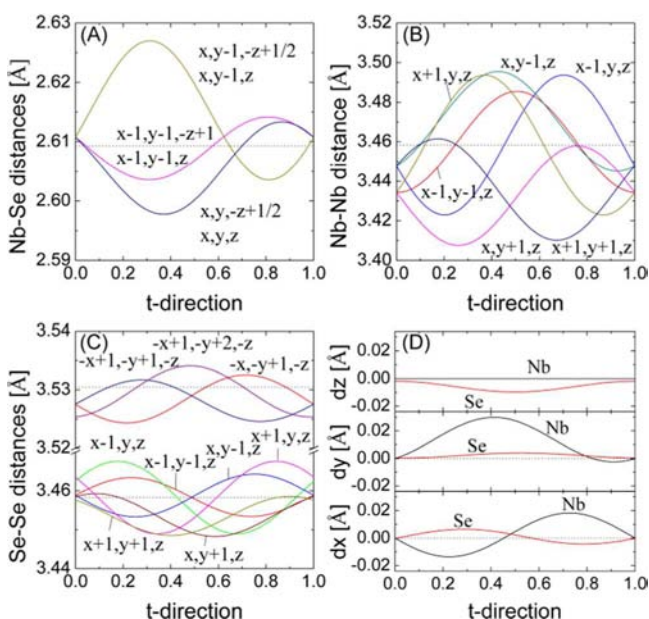 (A)
2.63
2.62
2.61
2.60
2.59
Nb-Se distances [Å]
x,y-1,-z+1/2
x,y-1,z
x-1,y-1,-z+1
x-1,y-1,z
x,y,-z+1/2
x,y,z
0.0 0.2 0.4 0.6 0.8 1.0
t-direction
(B)
3.52
3.50
3.48
3.46
3.44
3.42
3.40
Nb-Nb distance [Å]
x,y-1,z
x-1,y,z
x+1,y,z
x-1,y-1,z
x,y+1,z
x+1,y+1,z
0.0 0.2 0.4 0.6 0.8 1.0
t-direction
(C)
3.54
3.53
3.52
3.46
3.44
Se-Se distances [Å]
-x+1,-y+2,-z
-x+1,-y+1,-z
-x,-y+1,-z
x-1,y,z
x+1,y,z
x-1,y-1,z
x,y-1,z
x+1,y+1,z
x,y+1,z
0.0 0.2 0.4 0.6 0.8 1.0
t-direction
(D)
dz [Å]
0.02
0.00
-0.02
Nb
Se
dy [Å]
0.02
0.00
Nb
Se
dx [Å]
0.02
0.00
-0.02
Se
Nb
0.0 0.2 0.4 0.6 0.8 1.0
t-direction